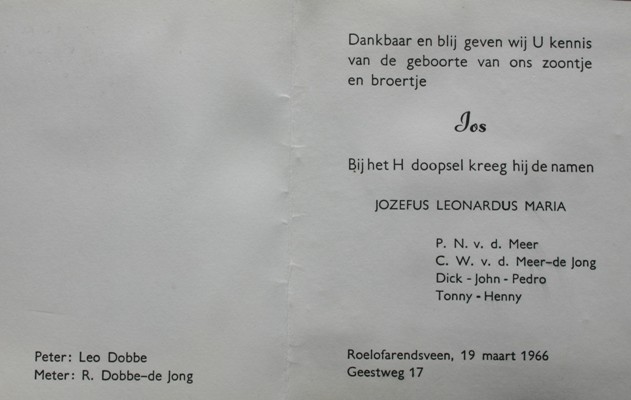 Peter: Leo Dobbe
Meter: R. Dobbe-de Jong
Dankbaar en blij geven wij U kennis
van de geboorte van ons zoontje
en broertje
Jos
Bij het H doopsel kreeg hij de namen
JOZEFUS LEONARDUS MARIA
P. N. v. d. Meer
C. W. v. d. Meer-de Jong
Dick - John - Pedro
Tonny - Henny
Roelofarendsveen, 19 maart 1966
Geestweg 17